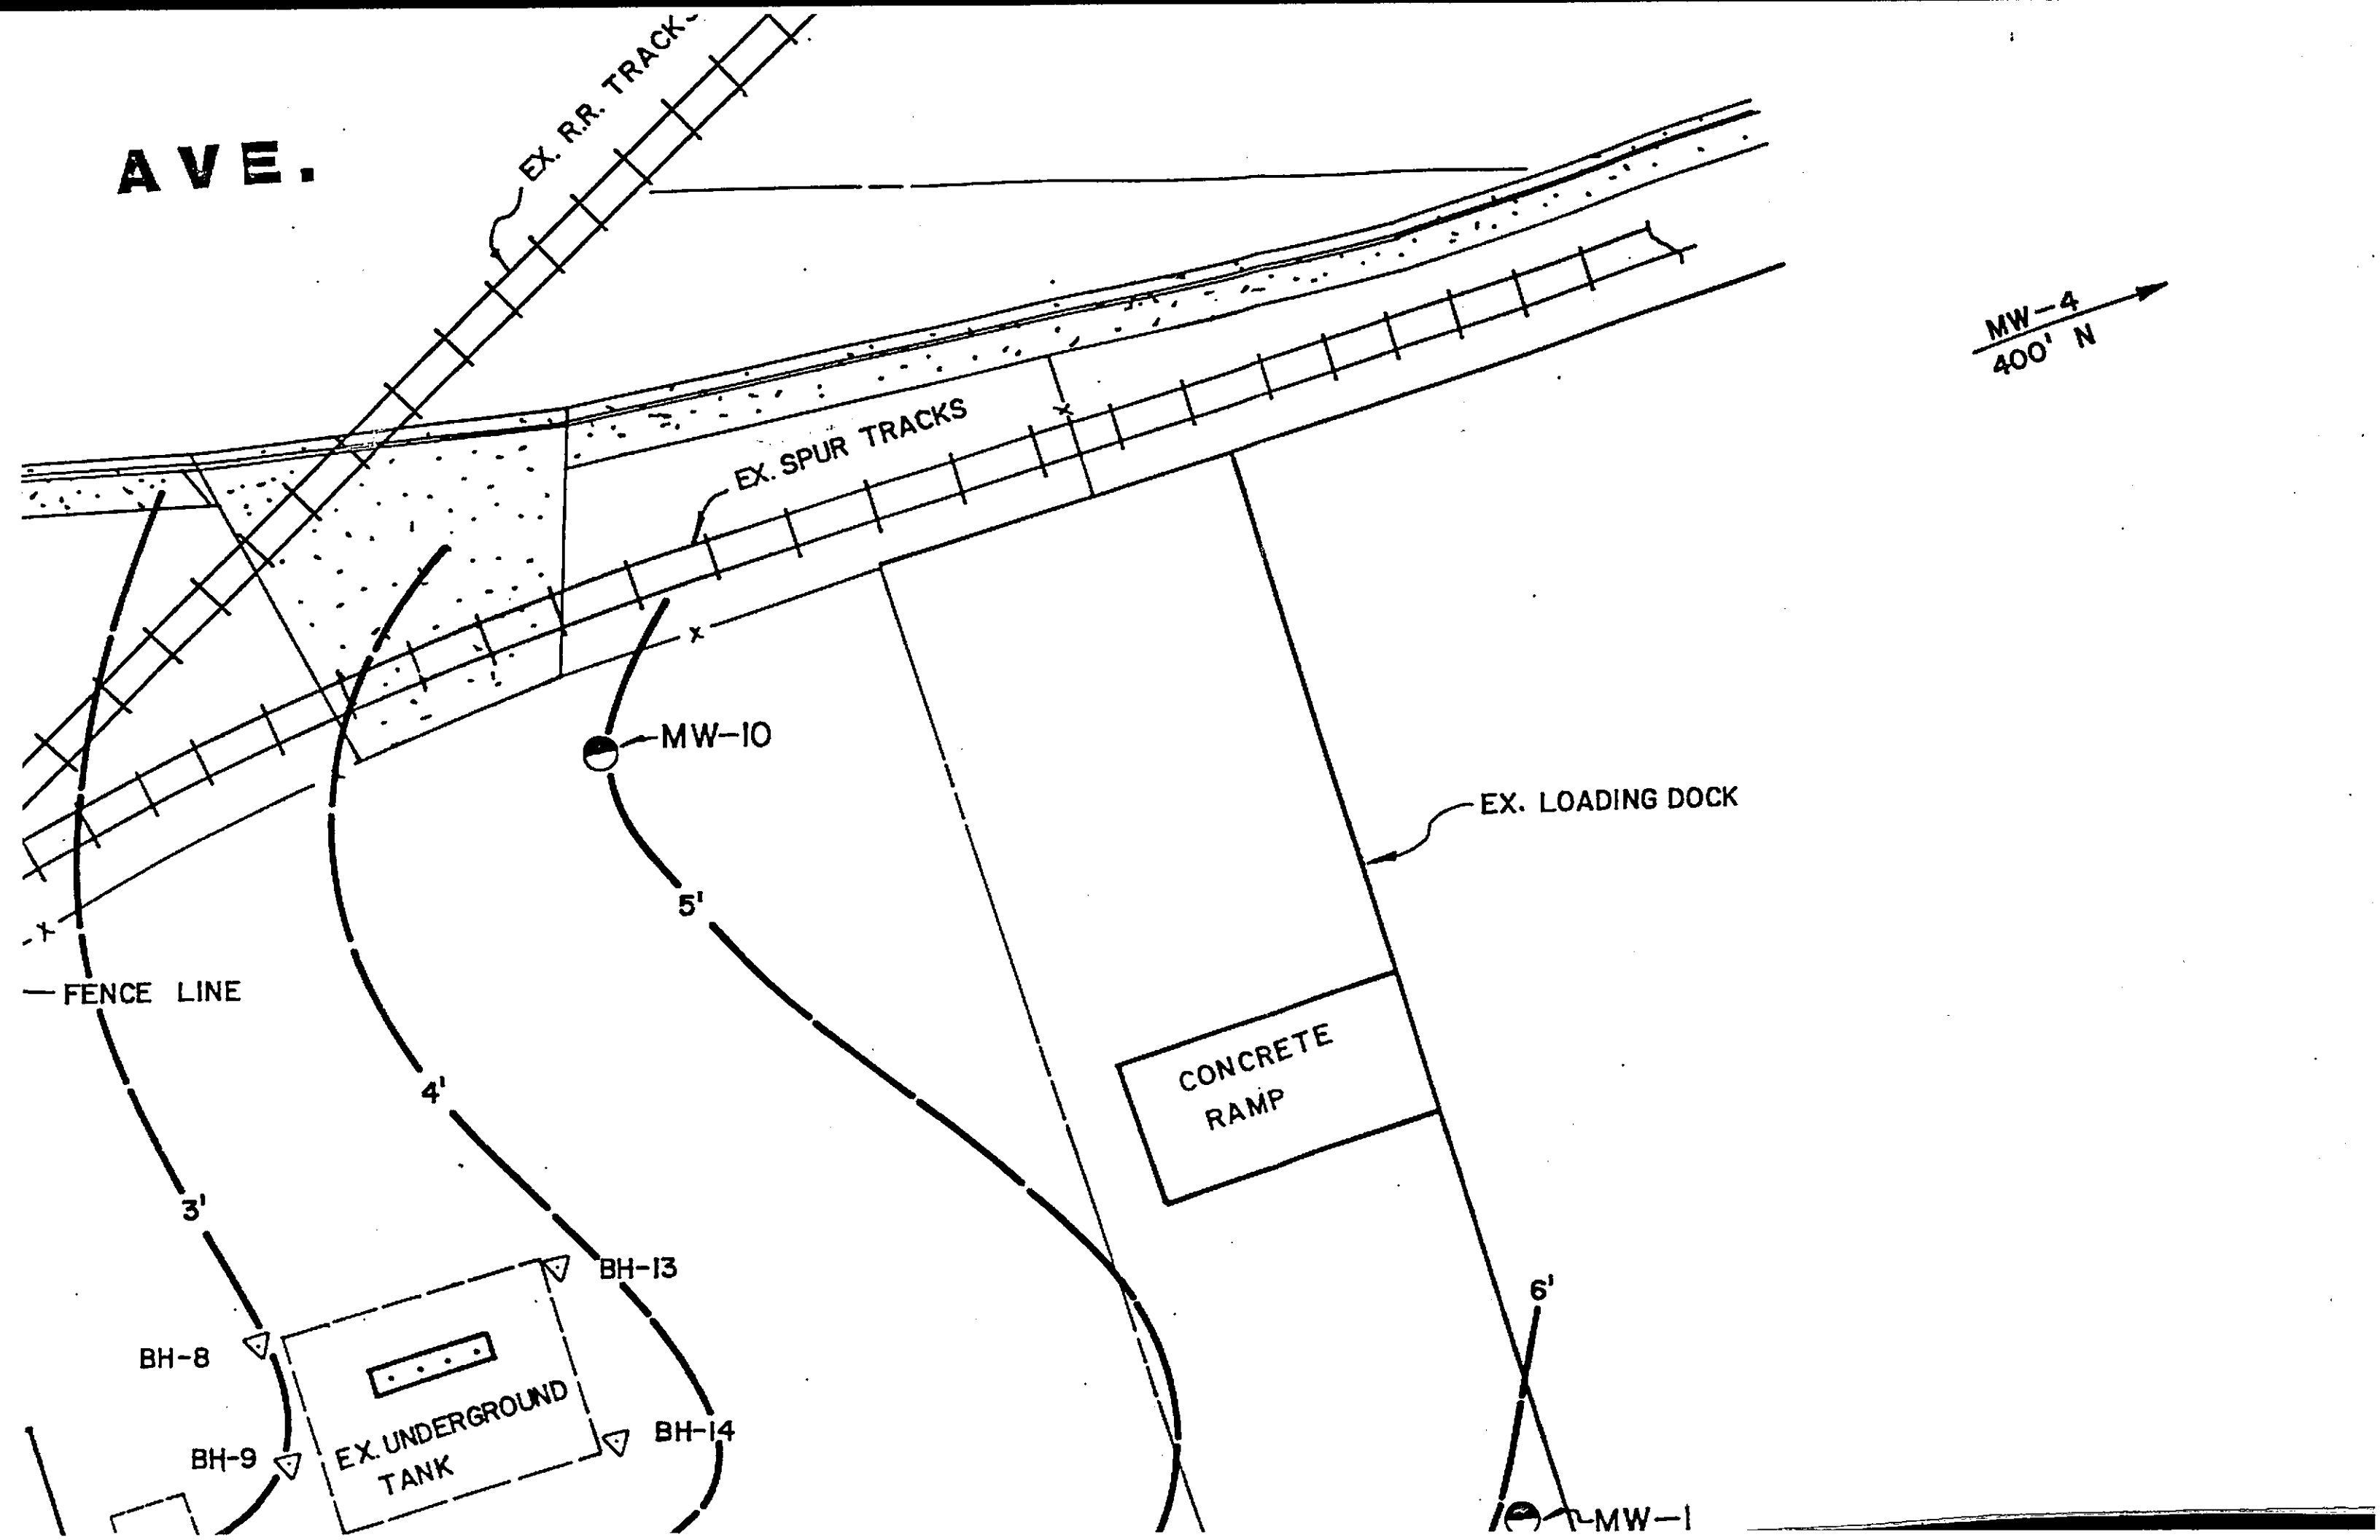 EX. R.R. TRACKS
AVE.
MW-4
400' N
EX. SPUR TRACKS
MW-10
EX. LOADING DOCK
5'
FENCE LINE
CONCRETE
RAMP
4'
3'
BH-13
6'
BH-8
EX. UNDERGROUND
TANK
BH-14
BH-9
MW-1